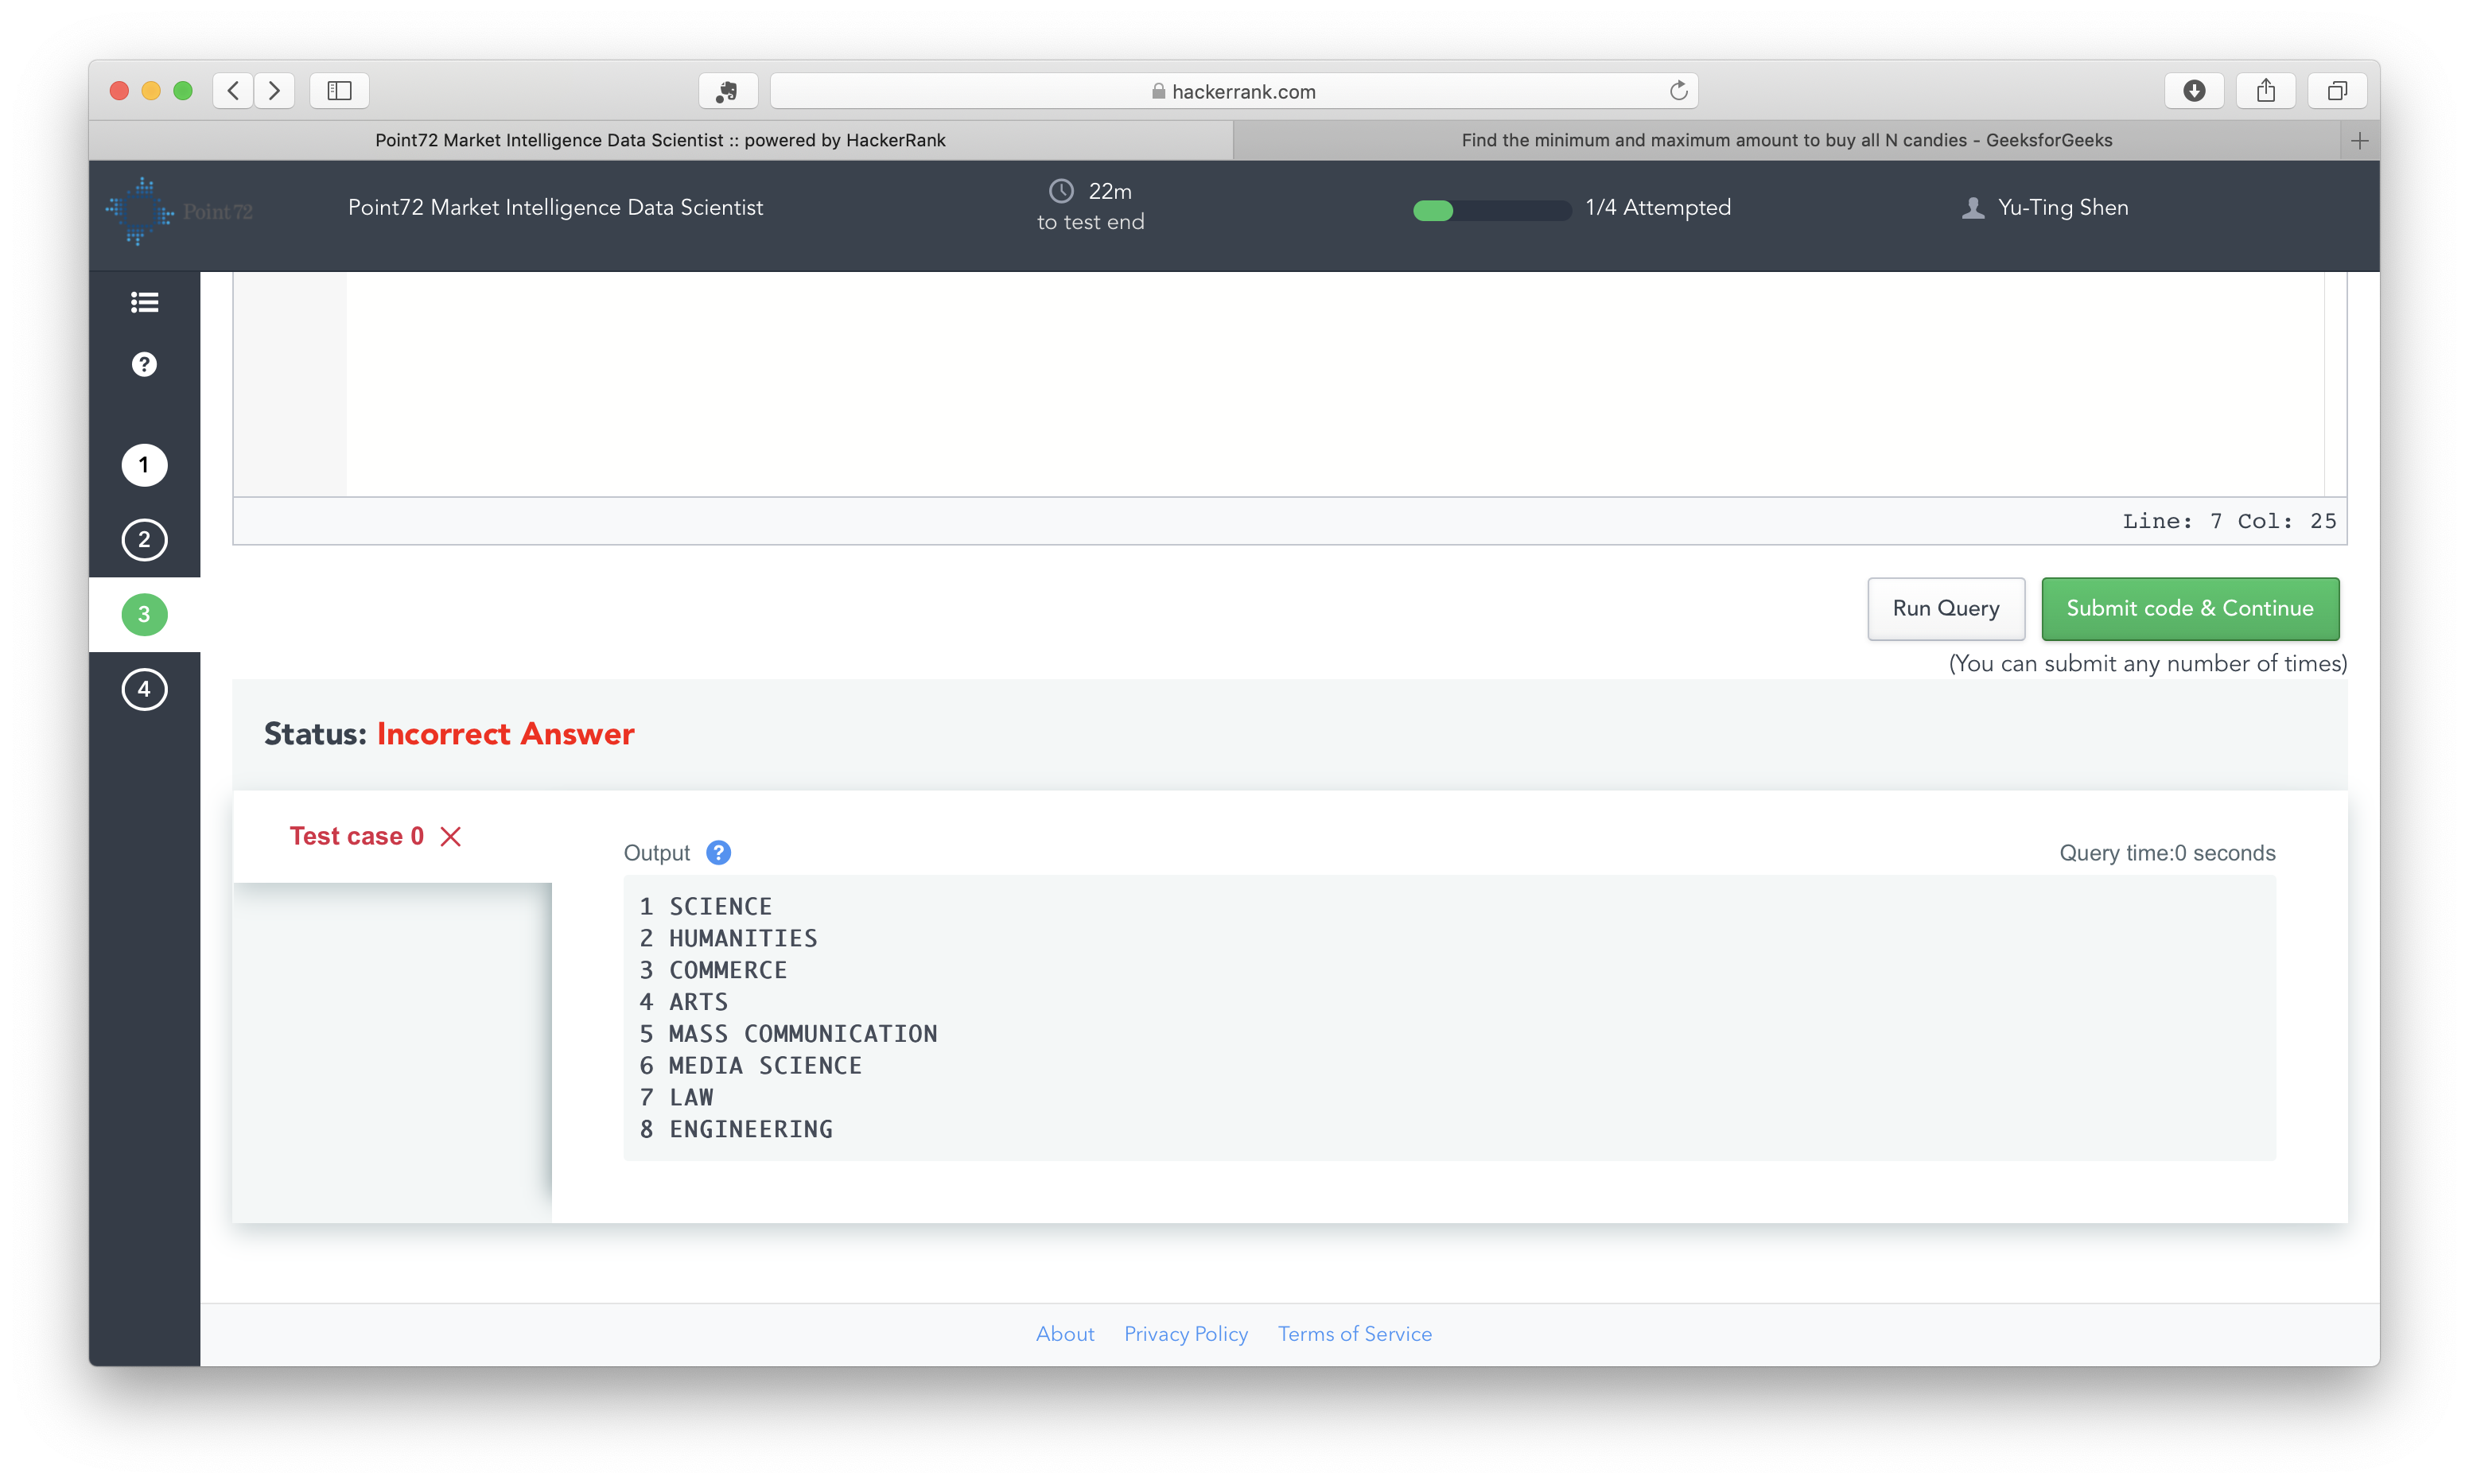 hackerrank.com
Point72 Market Intelligence Data Scientist :: powered by HackerRank
Find the minimum and maximum amount to buy all N candies - GeeksforGeeks
Point72
Point72 Market Intelligence Data Scientist
22m
to test end
1/4 Attempted
Yu-Ting Shen
?
1
2
3
4
Line: 7 Col: 25
Run Query
Submit code & Continue
(You can submit any number of times)
Status: Incorrect Answer
Test case 0
Output ?
Query time:0 seconds
1 SCIENCE
2 HUMANITIES
3 COMMERCE
4 ARTS
5 MASS COMMUNICATION
6 MEDIA SCIENCE
7 LAW
8 ENGINEERING
About
Privacy Policy
Terms of Service